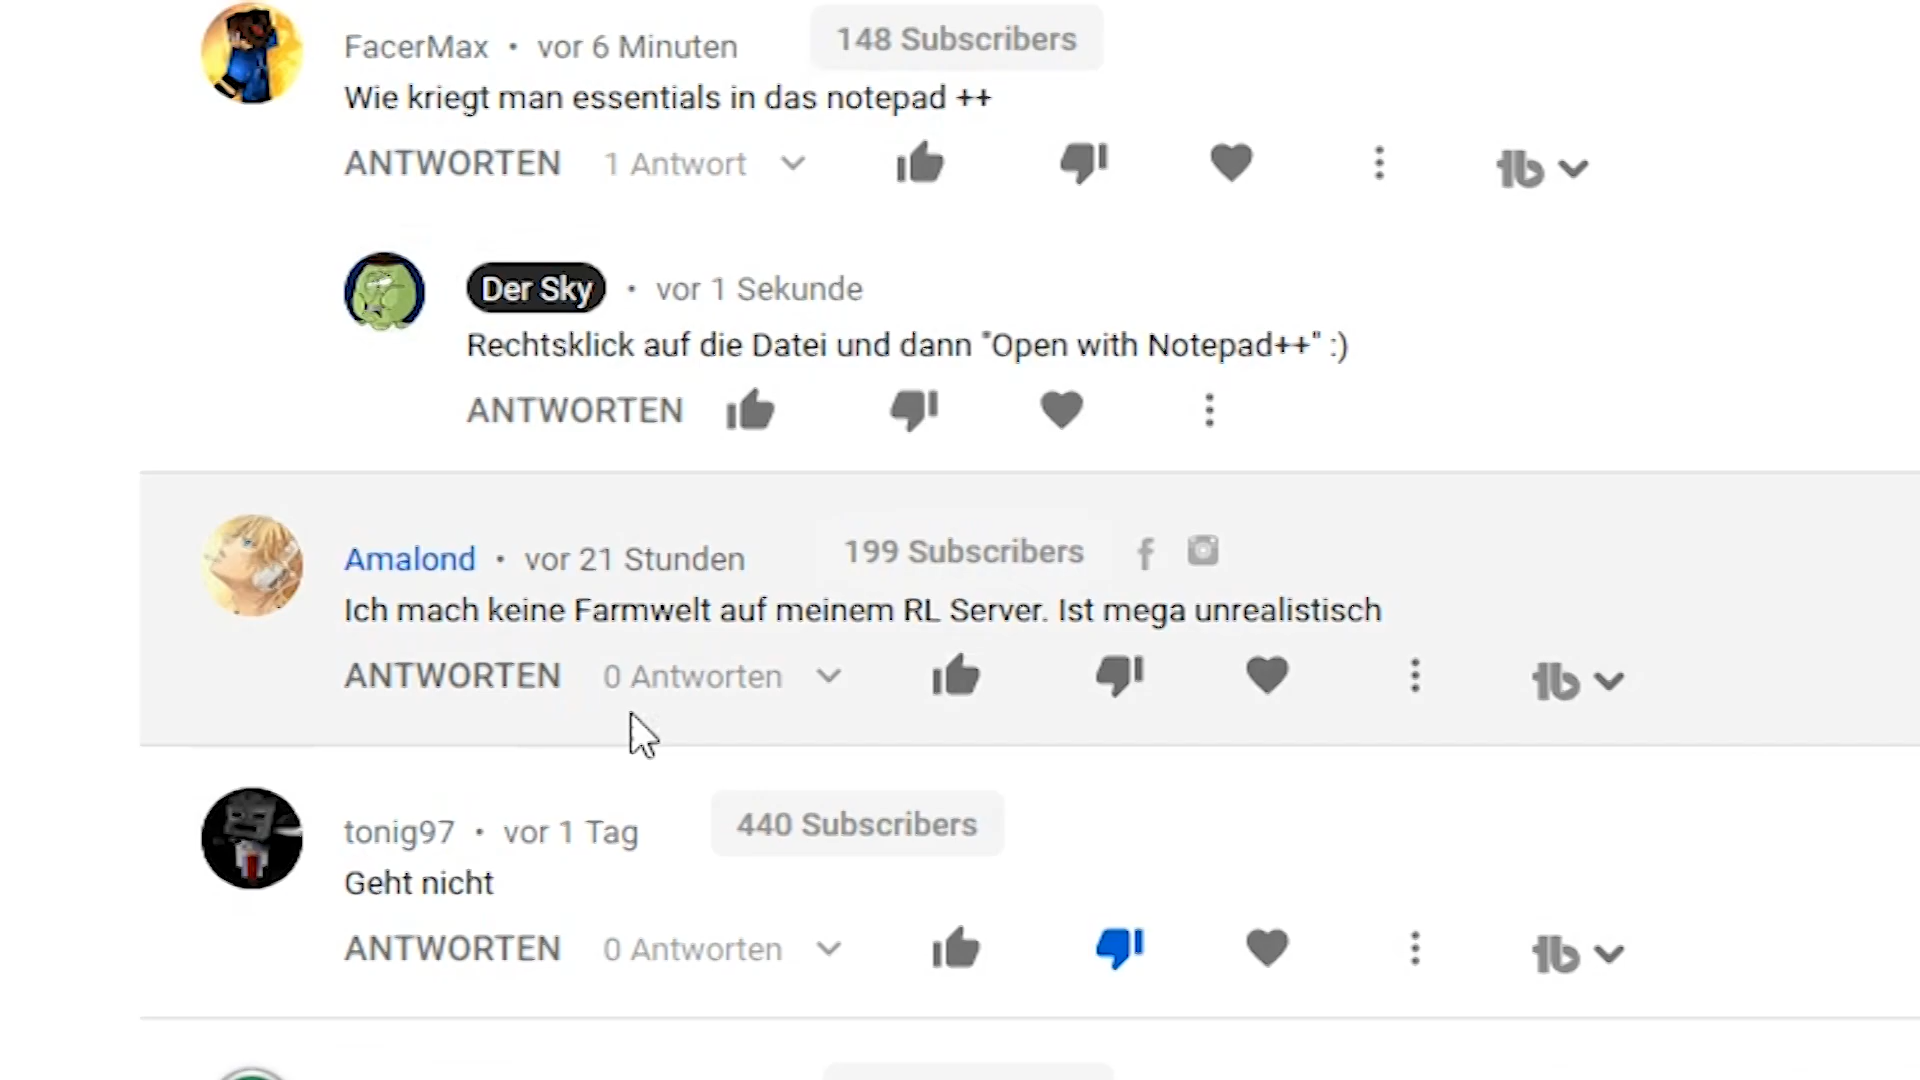 FacerMax • vor 6 Minuten 148 Subscribers
Wie kriegt man essentials in das notepad ++
ANTWORTEN 1 Antwort
Der Sky • vor 1 Sekunde
Rechtsklick auf die Datei und dann "Open with Notepad++" :)
ANTWORTEN
Amalond • vor 21 Stunden 199 Subscribers
Ich mach keine Farmwelt auf meinem RL Server. Ist mega unrealistisch
ANTWORTEN 0 Antworten
tonig97 • vor 1 Tag 440 Subscribers
Geht nicht
ANTWORTEN 0 Antworten